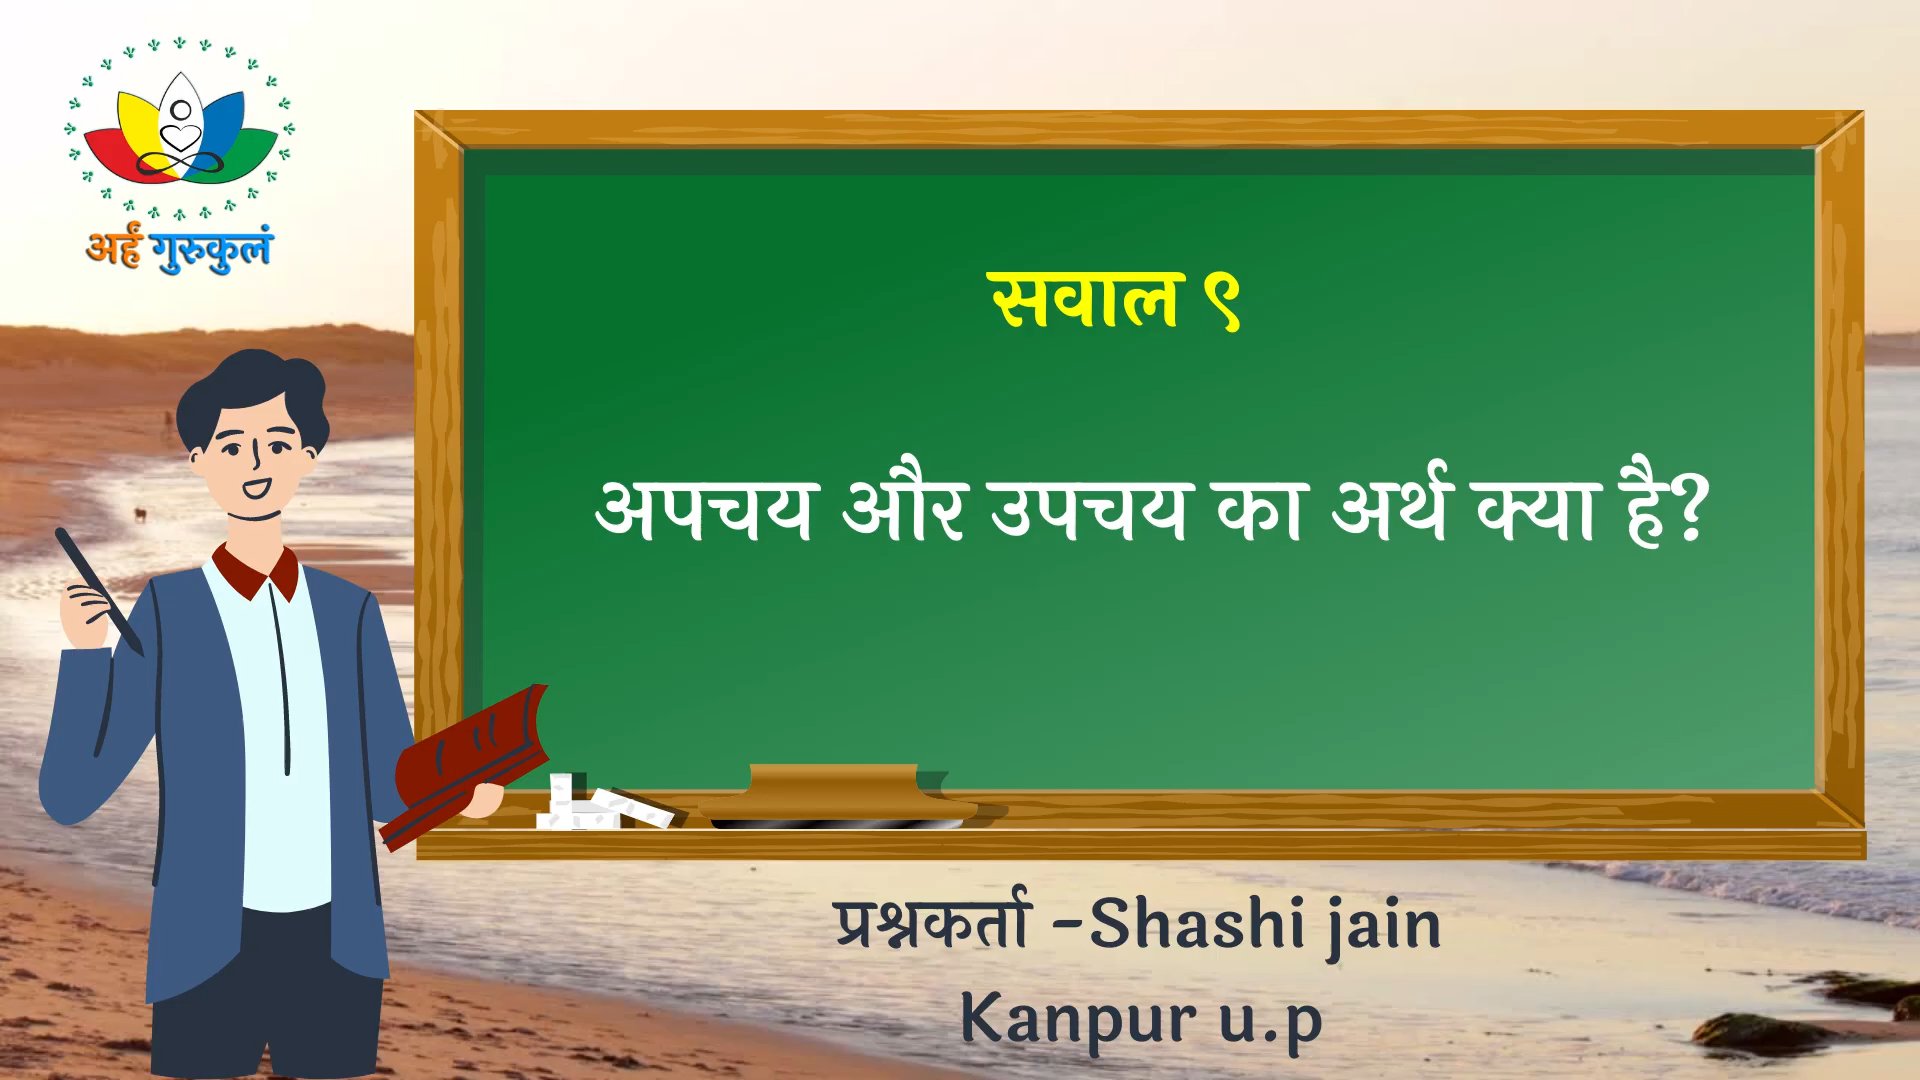 अर्हं गुरुकुलं
सवाल ९
अपचय और उपचय का अर्थ क्या है?
प्रश्नकर्ता -Shashi jain
Kanpur u.p